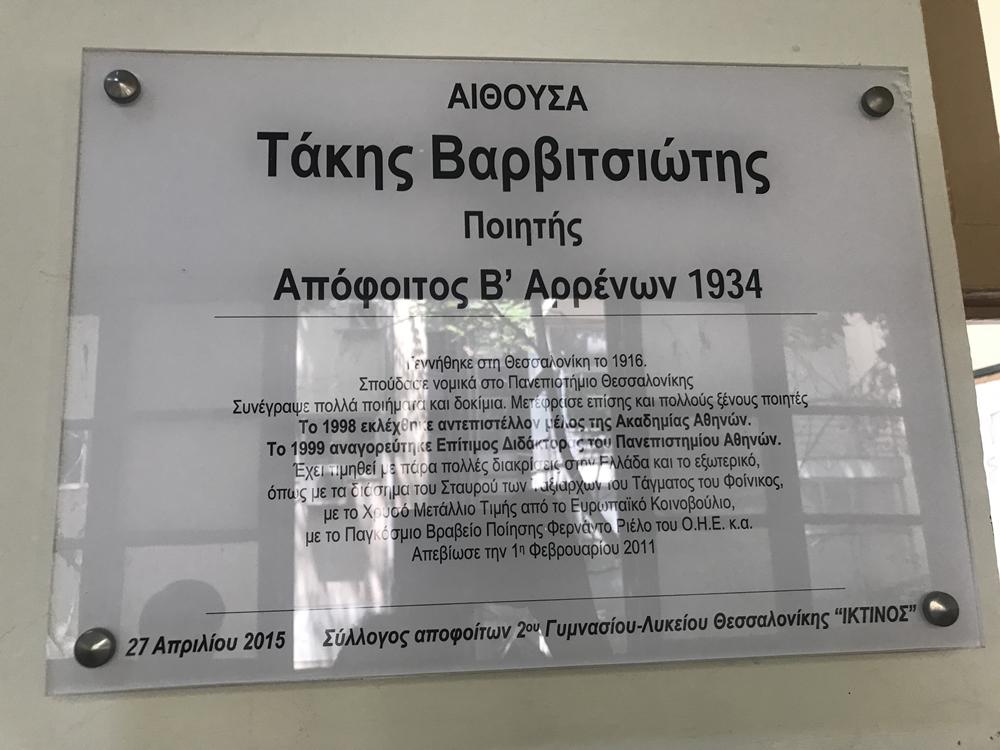 ΑΙΘΟΥΣΑ
Τάκης Βαρβιτσιώτης
Ποιητής
Απόφοιτος Β’ Αρρένων 1934
Γεννήθηκε στη Θεσσαλονίκη το 1916.
Σπούδασε νομικά στο Πανεπιστήμιο Θεσσαλονίκης
Συνέγραψε πολλά ποιήματα και δοκίμια. Μετέφρασε επίσης και πολλούς ξένους ποιητές
Το 1998 εκλέχθηκε αντεπιστέλλον μέλος της Ακαδημίας Αθηνών.
Το 1999 αναγορεύτηκε Επίτιμος Διδάκτορας του Πανεπιστημίου Αθηνών.
Έχει τιμηθεί με πάρα πολλές διακρίσεις στην Ελλάδα και το εξωτερικό,
όπως με τα διάσημα του Σταυρού των Ταξιάρχων του Τάγματος του Φοίνικος,
με το Χρυσό Μετάλλιο Τιμής από το Ευρωπαϊκό Κοινοβούλιο,
με το Παγκόσμιο Βραβείο Ποίησης Φερνάντο Ριέλο του Ο.Η.Ε. κ.α.
Απεβίωσε την 1η Φεβρουαρίου 2011
27 Απριλίου 2015 Σύλλογος αποφοίτων 2ου Γυμνασίου-Λυκείου Θεσσαλονίκης “ΙΚΤΙΝΟΣ”